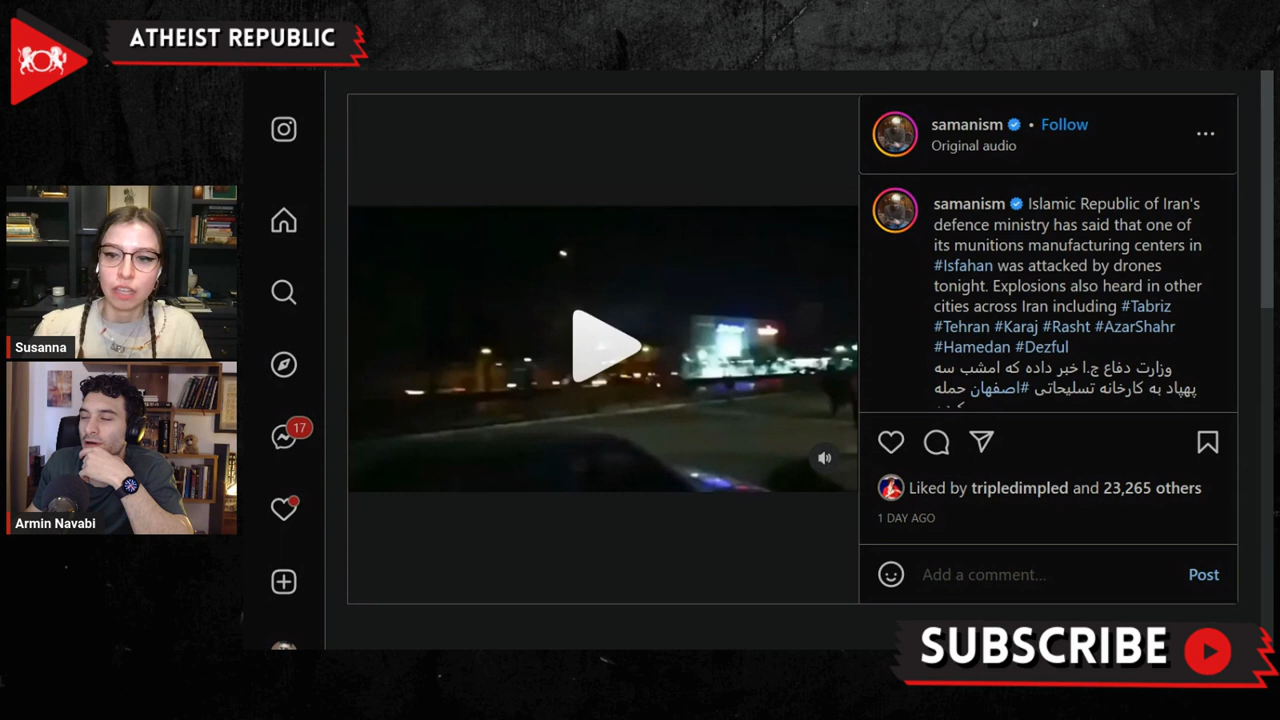 ATHEIST REPUBLIC
samanism • Follow
Original audio
samanism Islamic Republic of Iran's
defence ministry has said that one of
its munitions manufacturing centers in
#Isfahan was attacked by drones
tonight. Explosions also heard in other
cities across Iran including #Tabriz
#Tehran #Karaj #Rasht #AzarShahr
#Hamedan #Dezful
وزارت دفاع ج.ا خبر داده که امشب سه
پهپاد به کارخانه تسلیحاتی #اصفهان حمله
17
Liked by tripledimpled and 23,265 others
1 DAY AGO
Add a comment...
Post
Susanna
Armin Navabi
SUBSCRIBE